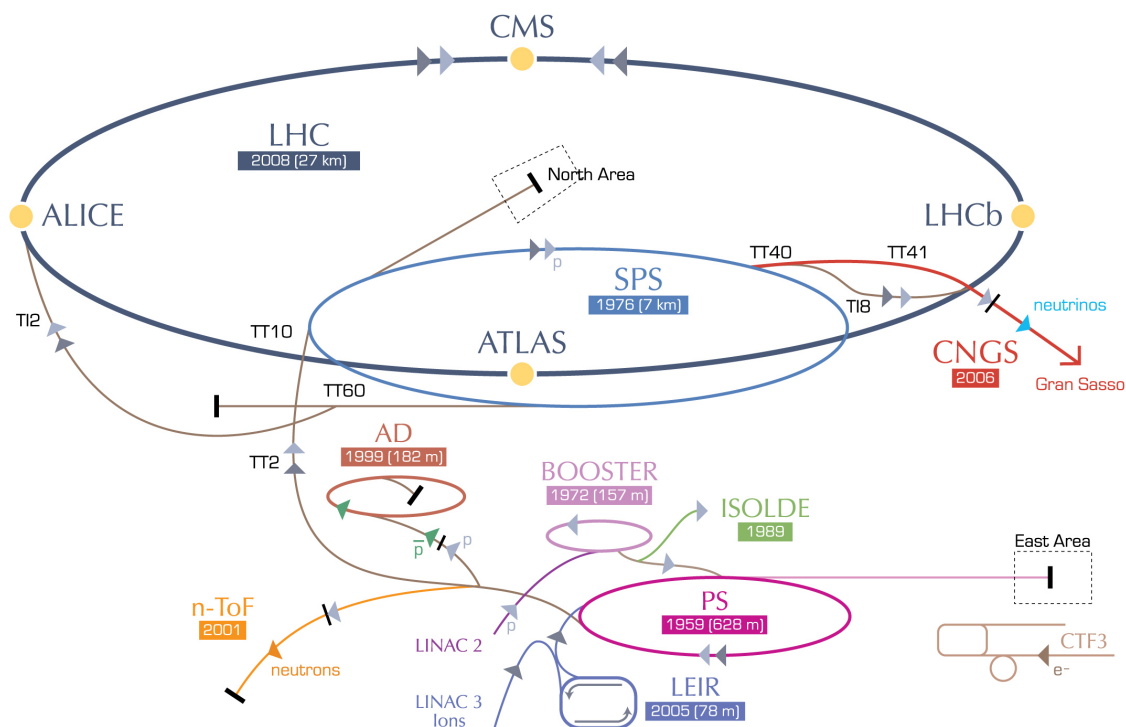 CMS
LHC
2008 (27 km)
North Area
ALICE
LHCb
TT40
TT41
SPS
p
1976 (7 km)
TI8
neutrinos
TI2
TT10
ATLAS
CNGS
2006
Gran Sasso
TT60
AD
1999 (182 m)
TT2
BOOSTER
1972 (157 m)
ISOLDE
1989
p̅
p
East Area
n-ToF
2001
PS
1959 (628 m)
p
LINAC 2
neutrons
CTF3
e-
LEIR
2005 (78 m)
LINAC 3
Ions